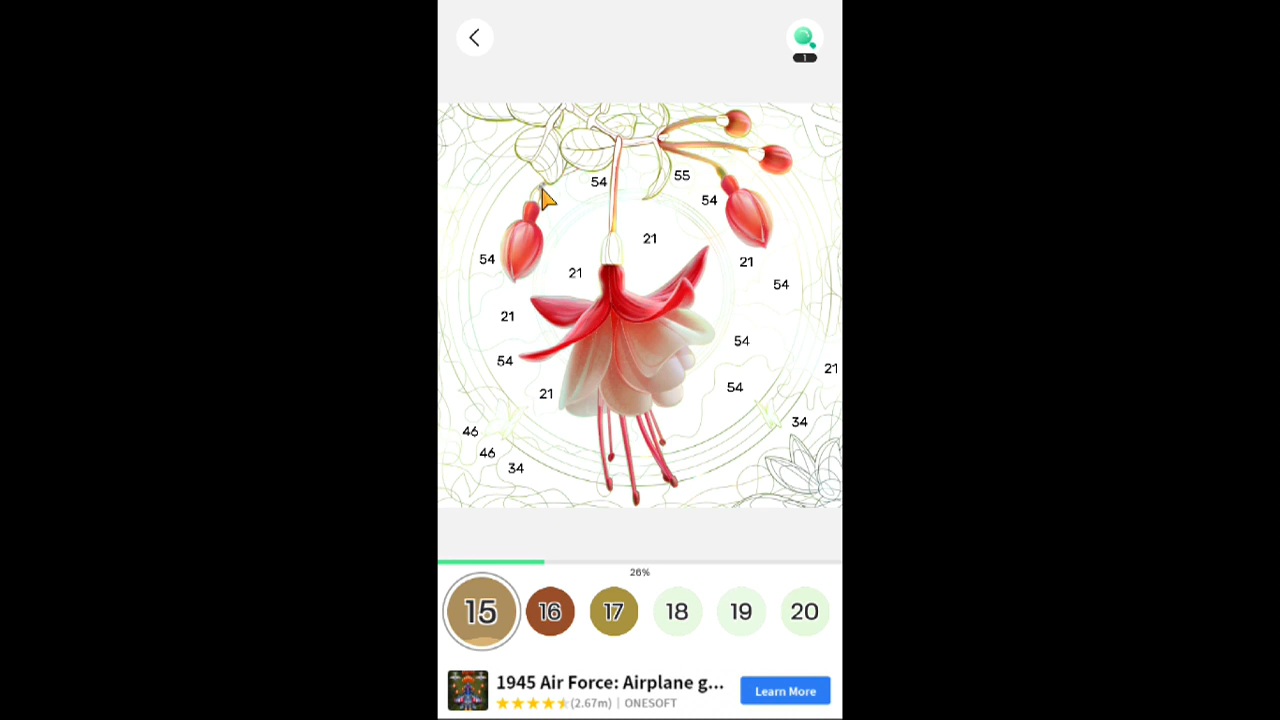 1
54 55
54
21
54 21 21
54
21
54 54
21
54
21
46 34
46
34
26%
15 16 17 18 19 20
1945 Air Force: Airplane g...
(2.67m) | ONESOFT
Learn More